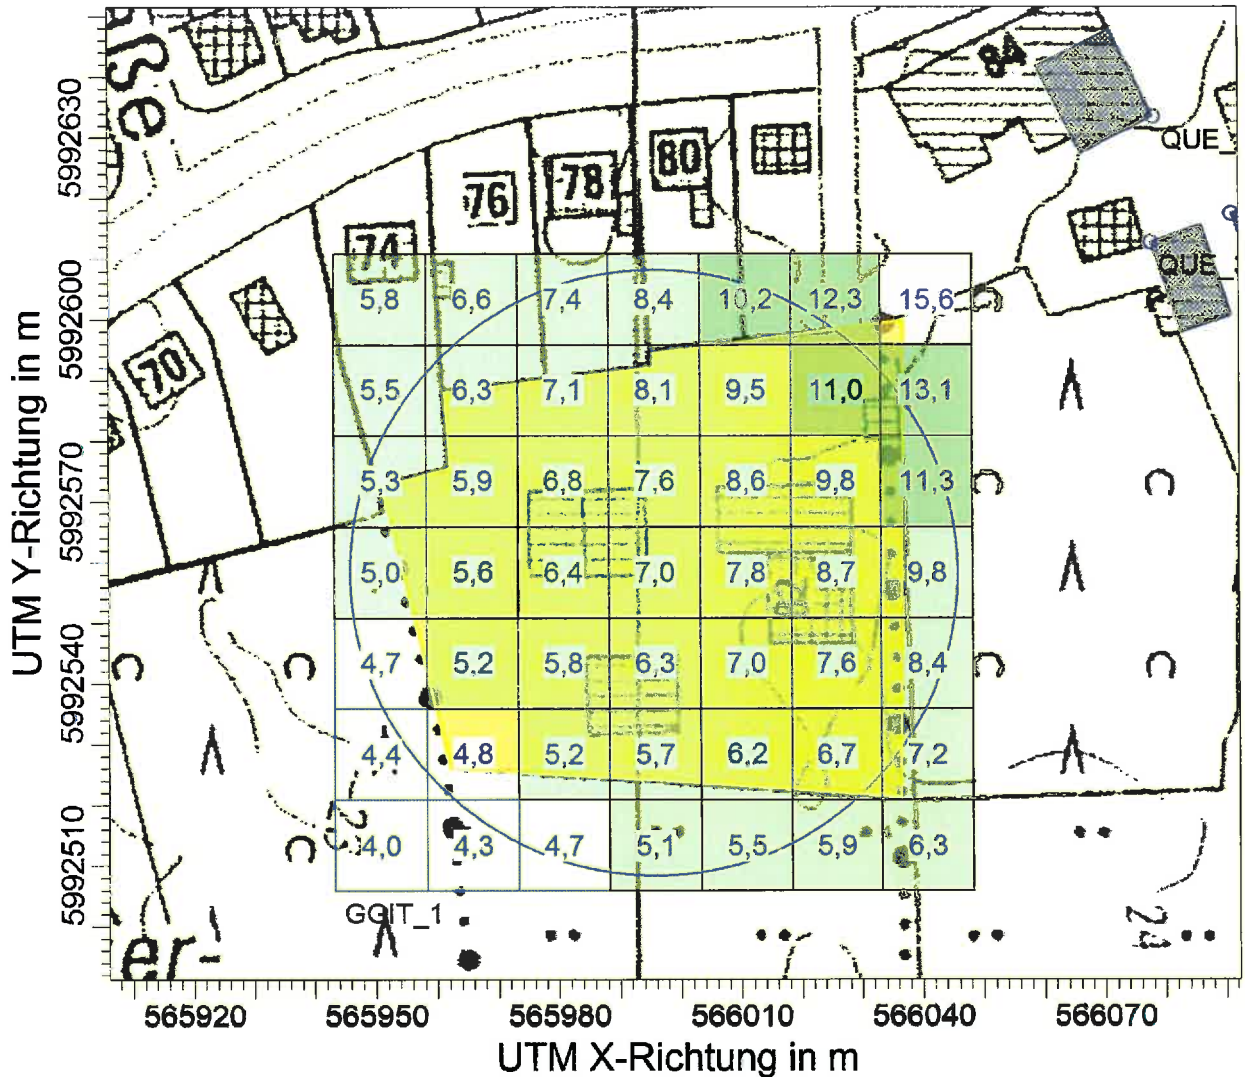 ße
84
QUE_
80
78
76
74
70
QUE_
5,8 6,6 7,4 8,4 10,2 12,3 15,6
5,5 6,3 7,1 8,1 9,5 11,0 13,1
5,3 5,9 6,8 7,6 8,6 9,8 11,3
5,0 5,6 6,4 7,0 7,8 8,7 9,8
82
4,7 5,2 5,8 6,3 7,0 7,6 8,4
4,4 4,8 5,2 5,7 6,2 6,7 7,2
4,0 4,3 4,7 5,1 5,5 5,9 6,3
GGIT_1
24
er-
5992630
5992600
5992570
5992540
5992510
UTM Y-Richtung in m
565920 565950 565980 566010 566040 566070
UTM X-Richtung in m